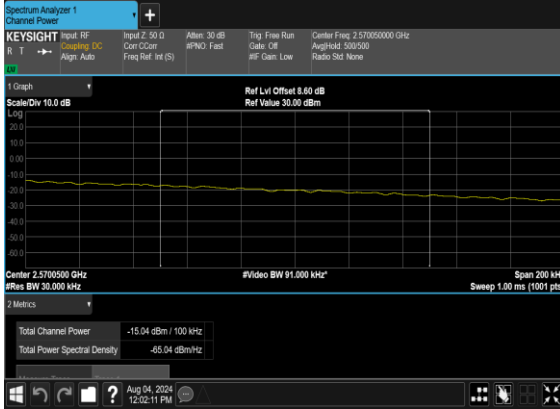 Spectrum Analyzer 1
Channel Power
+
KEYSIGHT Input: RF Input Z: 50 Ω Atten: 30 dB Trig: Free Run Center Freq: 2.570050000 GHz
R T Coupling: DC Corr CCorr #PNO: Fast Gate: Off Avg|Hold: 500/500
Align: Auto Freq Ref: Int (S) #IF Gain: Low Radio Std: None
1 Graph
Ref Lvl Offset 8.60 dB
Scale/Div 10.0 dB Ref Value 30.00 dBm
Log
20.0
10.0
0.00
-10.0
-20.0
-30.0
-40.0
-50.0
-60.0
Center 2.5700500 GHz #Video BW 91.000 kHz* Span 200 kH
#Res BW 30.000 kHz Sweep 1.00 ms (1001 pts
2 Metrics
Total Channel Power -15.04 dBm / 100 kHz
Total Power Spectral Density -65.04 dBm/Hz
? Aug 04, 2024
12:02:11 PM